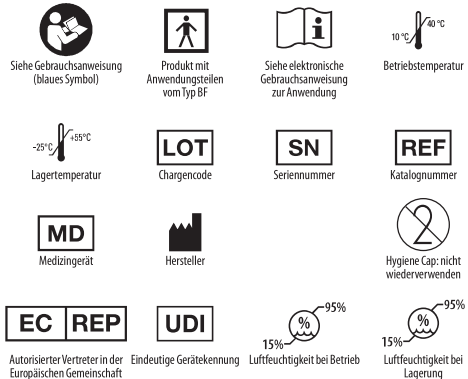 10 °C
40 °C
Siehe Gebrauchsanweisung
(blaues Symbol)
Produkt mit
Anwendungsteilen
vom Typ BF
i
Siehe elektronische
Gebrauchsanweisung
zur Anwendung
Betriebstemperatur
-25°C
+55°C
Lagertemperatur
LOT
Chargencode
SN
Seriennummer
REF
Katalognummer
MD
Medizingerät
Hersteller
2
Hygiene Cap: nicht
wiederverwenden
EC REP
Autorisierter Vertreter in der
Europäischen Gemeinschaft
UDI
Eindeutige Gerätekennung
95%
%
15%
Luftfeuchtigkeit bei Betrieb
95%
%
15%
Luftfeuchtigkeit bei
Lagerung